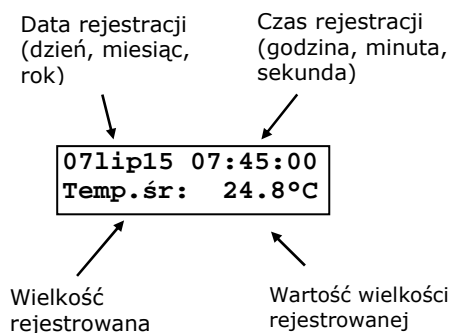 Data rejestracji
(dzień, miesiąc,
rok)
Czas rejestracji
(godzina, minuta,
sekunda)
07lip15 07:45:00
Temp.śr: 24.8ºC
Wielkość
rejestrowana
Wartość wielkości
rejestrowanej